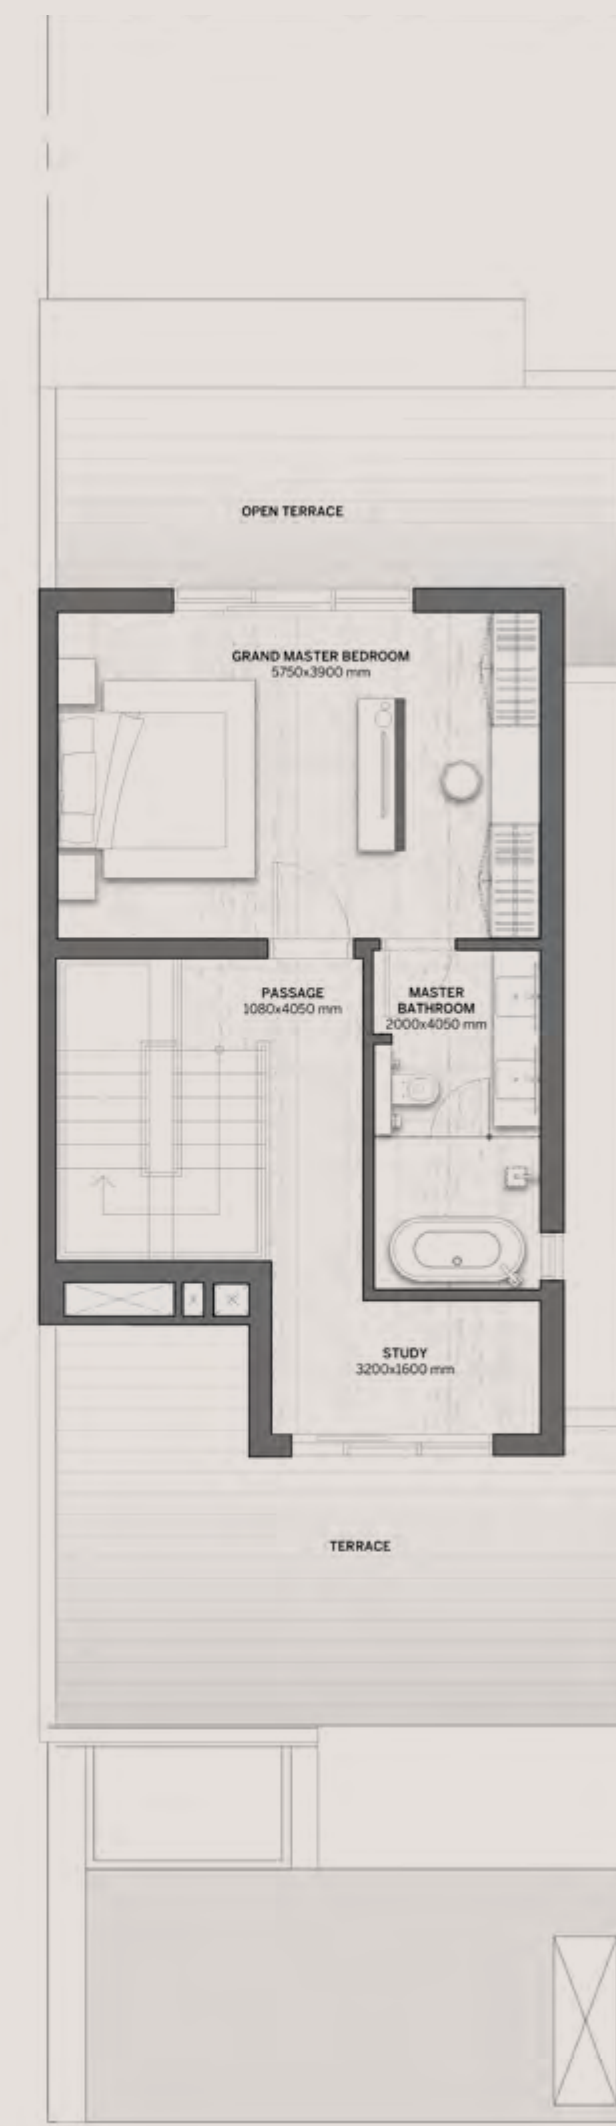 OPEN TERRACE
GRAND MASTER BEDROOM
5750x3900 mm
PASSAGE
1080x4050 mm
MASTER
BATHROOM
2000x4050 mm
STUDY
3200x1600 mm
TERRACE